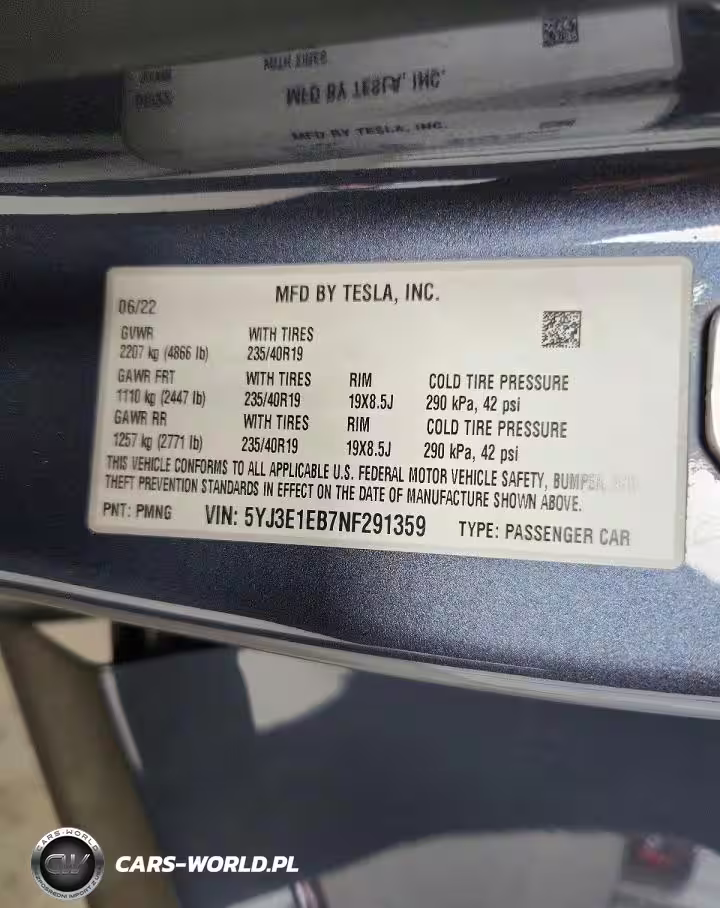 MFD BY TESLA, INC.
MFD BY TESLA, INC.
MFD BY TESLA, INC.
06/22
GVWR WITH TIRES
2207 kg (4866 lb) 235/40R19
GAWR FRT WITH TIRES RIM COLD TIRE PRESSURE
1110 kg (2447 lb) 235/40R19 19X8.5J 290 kPa, 42 psi
GAWR RR WITH TIRES RIM COLD TIRE PRESSURE
1257 kg (2771 lb) 235/40R19 19X8.5J 290 kPa, 42 psi
THIS VEHICLE CONFORMS TO ALL APPLICABLE U.S. FEDERAL MOTOR VEHICLE SAFETY, BUMPER,
THEFT PREVENTION STANDARDS IN EFFECT ON THE DATE OF MANUFACTURE SHOWN ABOVE.
PNT: PMNG VIN: 5YJ3E1EB7NF291359 TYPE: PASSENGER CAR
CARS-WORLD
CW
CARS-WORLD.PL